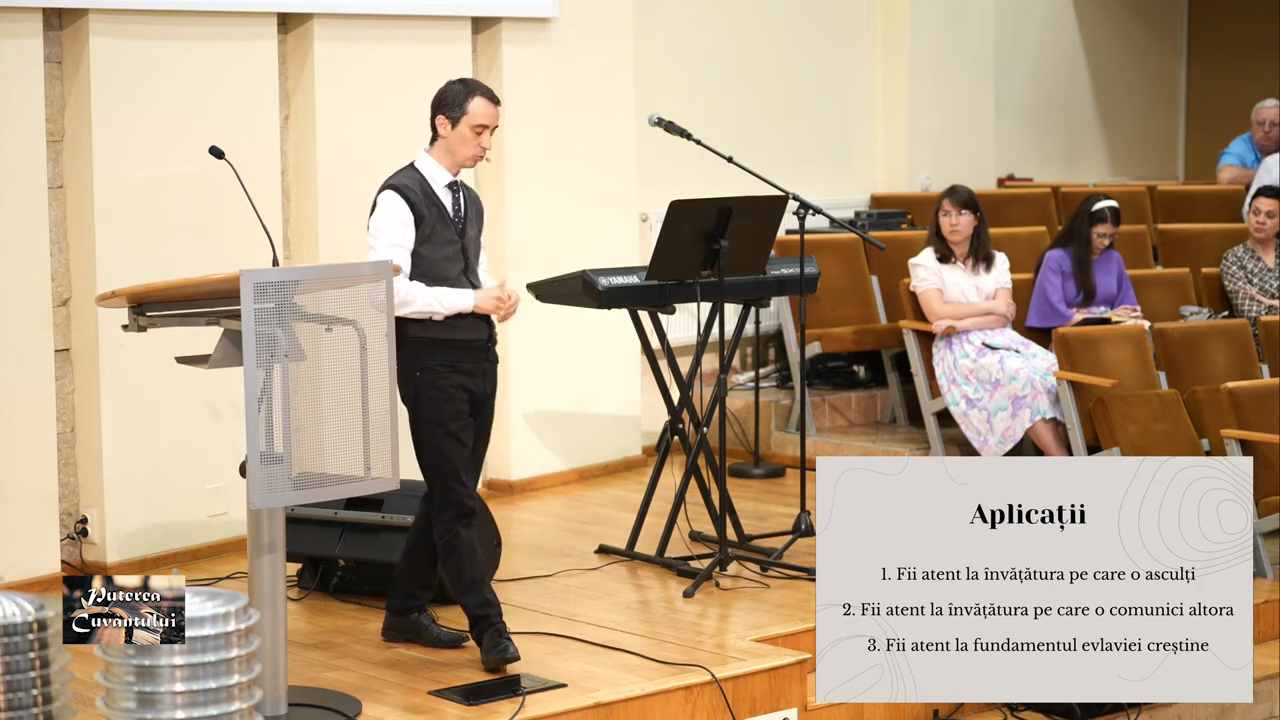 YAMAHA
Puterea
Cuvântului
Aplicații
1. Fii atent la învățătura pe care o asculți
2. Fii atent la învățătura pe care o comunici altora
3. Fii atent la fundamentul evlaviei creștine